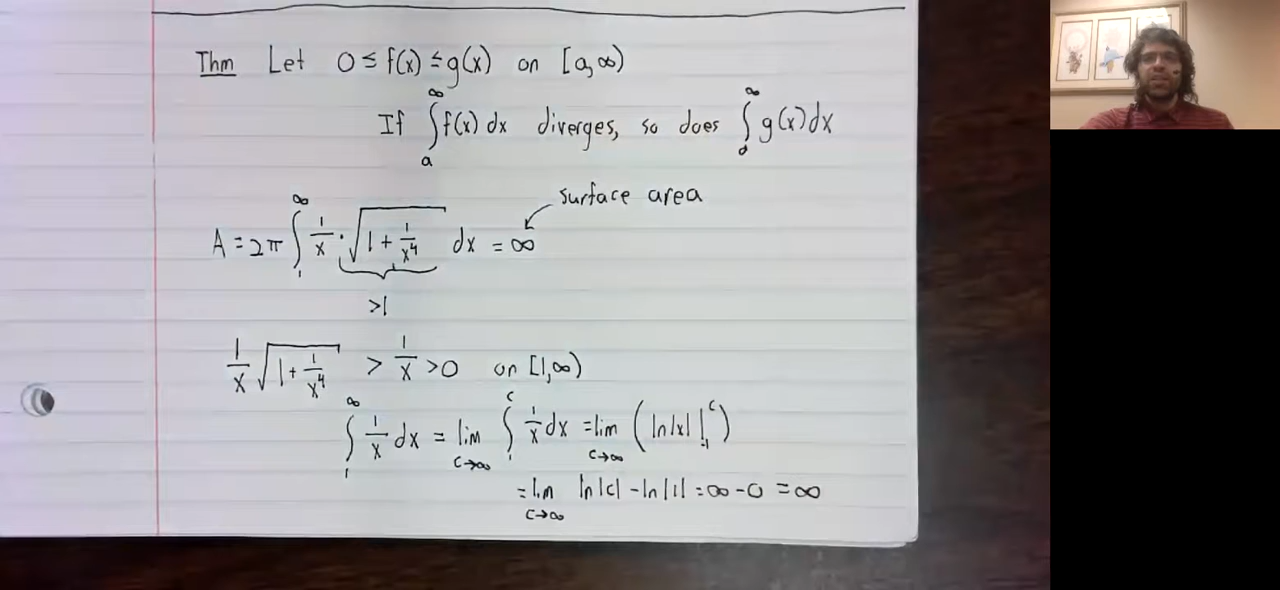 Thm Let 0 ≤ f(x) ≤ g(x) on [a,∞)
If ∫_a^∞ f(x) dx diverges, so does ∫_a^∞ g(x) dx
surface area
A = 2π ∫_1^∞ 1/x · √(1 + 1/x⁴) dx = ∞
>1
1/x √(1 + 1/x⁴) > 1/x > 0 on [1,∞)
∫_1^∞ 1/x dx = lim_{c→∞} ∫_1^c 1/x dx = lim_{c→∞} (ln|x| |_1^c)
= lim_{c→∞} ln|c| - ln|1| = ∞ - 0 = ∞